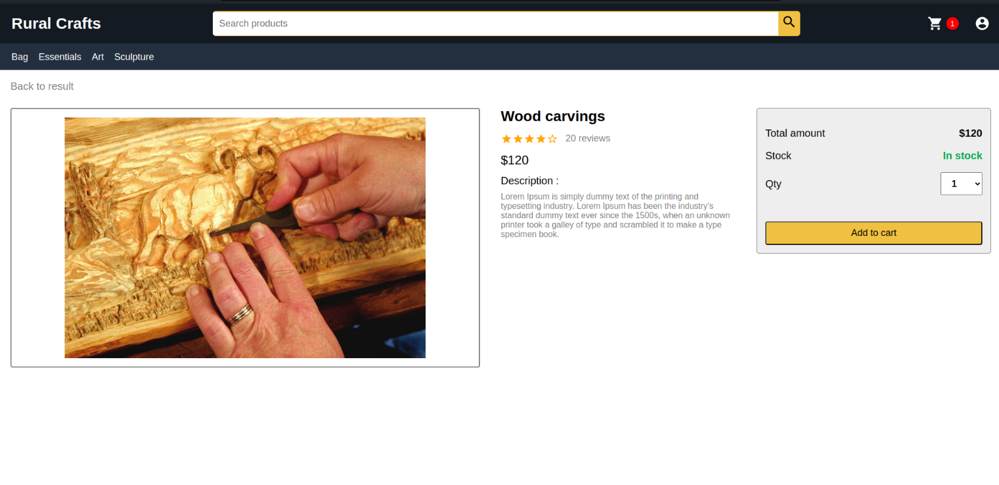 Rural Crafts
Search products
1
Bag Essentials Art Sculpture
Back to result
Wood carvings
20 reviews
$120
Description :
Lorem Ipsum is simply dummy text of the printing and
typesetting industry. Lorem Ipsum has been the industry's
standard dummy text ever since the 1500s, when an unknown
printer took a galley of type and scrambled it to make a type
specimen book.
Total amount $120
Stock In stock
Qty 1
Add to cart